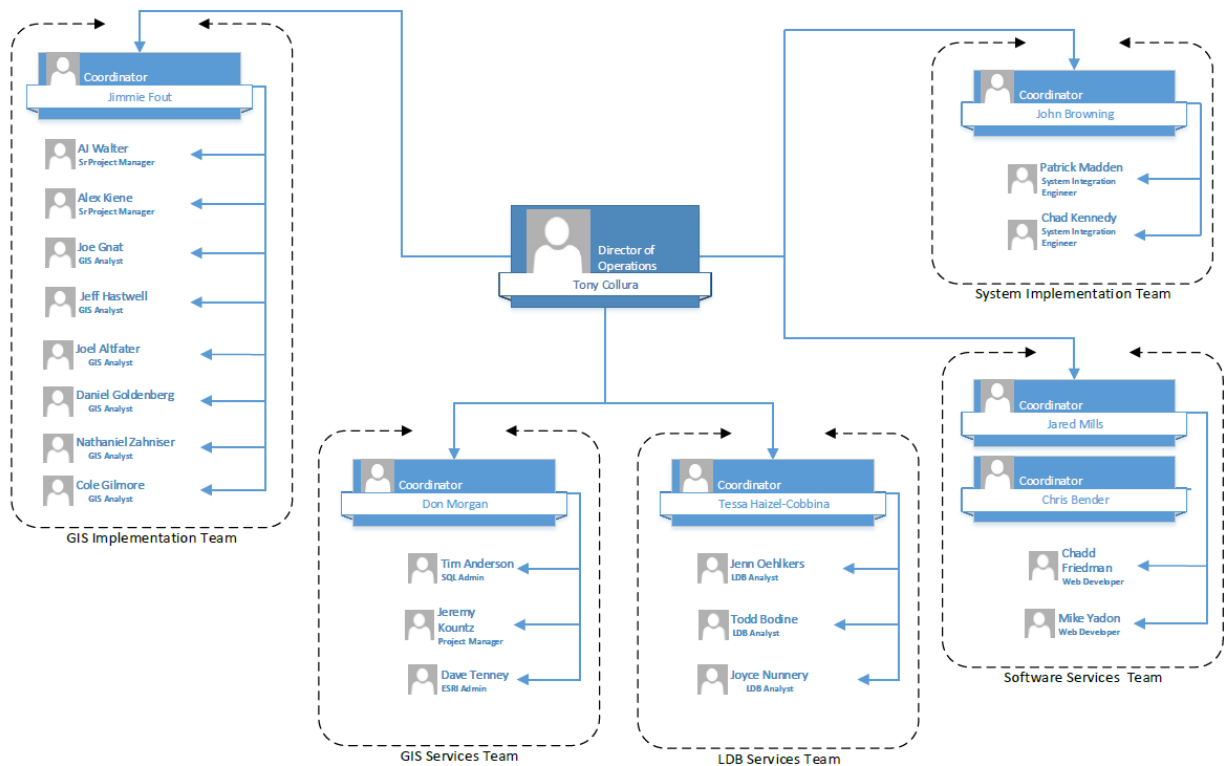 Coordinator
Jimmie Fout
AJ Walter
Sr Project Manager
Alex Kiene
Sr Project Manager
Joe Gnat
GIS Analyst
Jeff Hastwell
GIS Analyst
Joel Altfater
GIS Analyst
Daniel Goldenberg
GIS Analyst
Nathaniel Zahniser
GIS Analyst
Cole Gilmore
GIS Analyst
GIS Implementation Team
Director of
Operations
Tony Collura
Coordinator
John Browning
Patrick Madden
System Integration
Engineer
Chad Kennedy
System Integration
Engineer
System Implementation Team
Coordinator
Don Morgan
Tim Anderson
SQL Admin
Jeremy
Kountz
Project Manager
Dave Tenney
ESRI Admin
GIS Services Team
Coordinator
Tessa Haizel-Cobbina
Jenn Oehlkers
LDB Analyst
Todd Bodine
LDB Analyst
Joyce Nunnery
LDB Analyst
LDB Services Team
Coordinator
Jared Mills
Coordinator
Chris Bender
Chadd
Friedman
Web Developer
Mike Yadon
Web Developer
Software Services Team